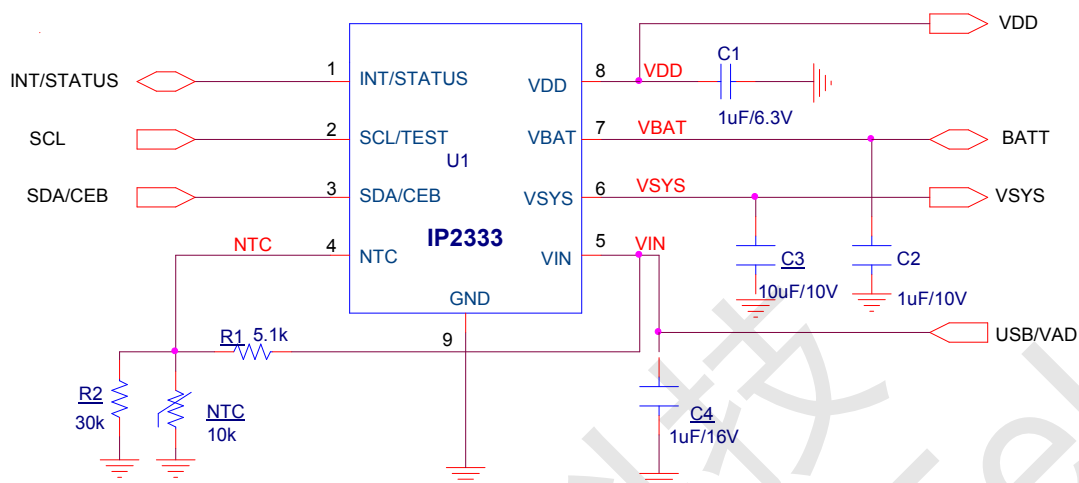 VDD
INT/STATUS
1
INT/STATUS
VDD
8
VDD
C1
1uF/6.3V
SCL
2
SCL/TEST
VBAT
7
VBAT
BATT
U1
SDA/CEB
3
SDA/CEB
VSYS
6
VSYS
VSYS
IP2333
NTC
4
NTC
VIN
5
VIN
C3
10uF/10V
C2
1uF/10V
GND
9
R1
5.1k
USB/VAD
R2
30k
NTC
10k
C4
1uF/16V
技